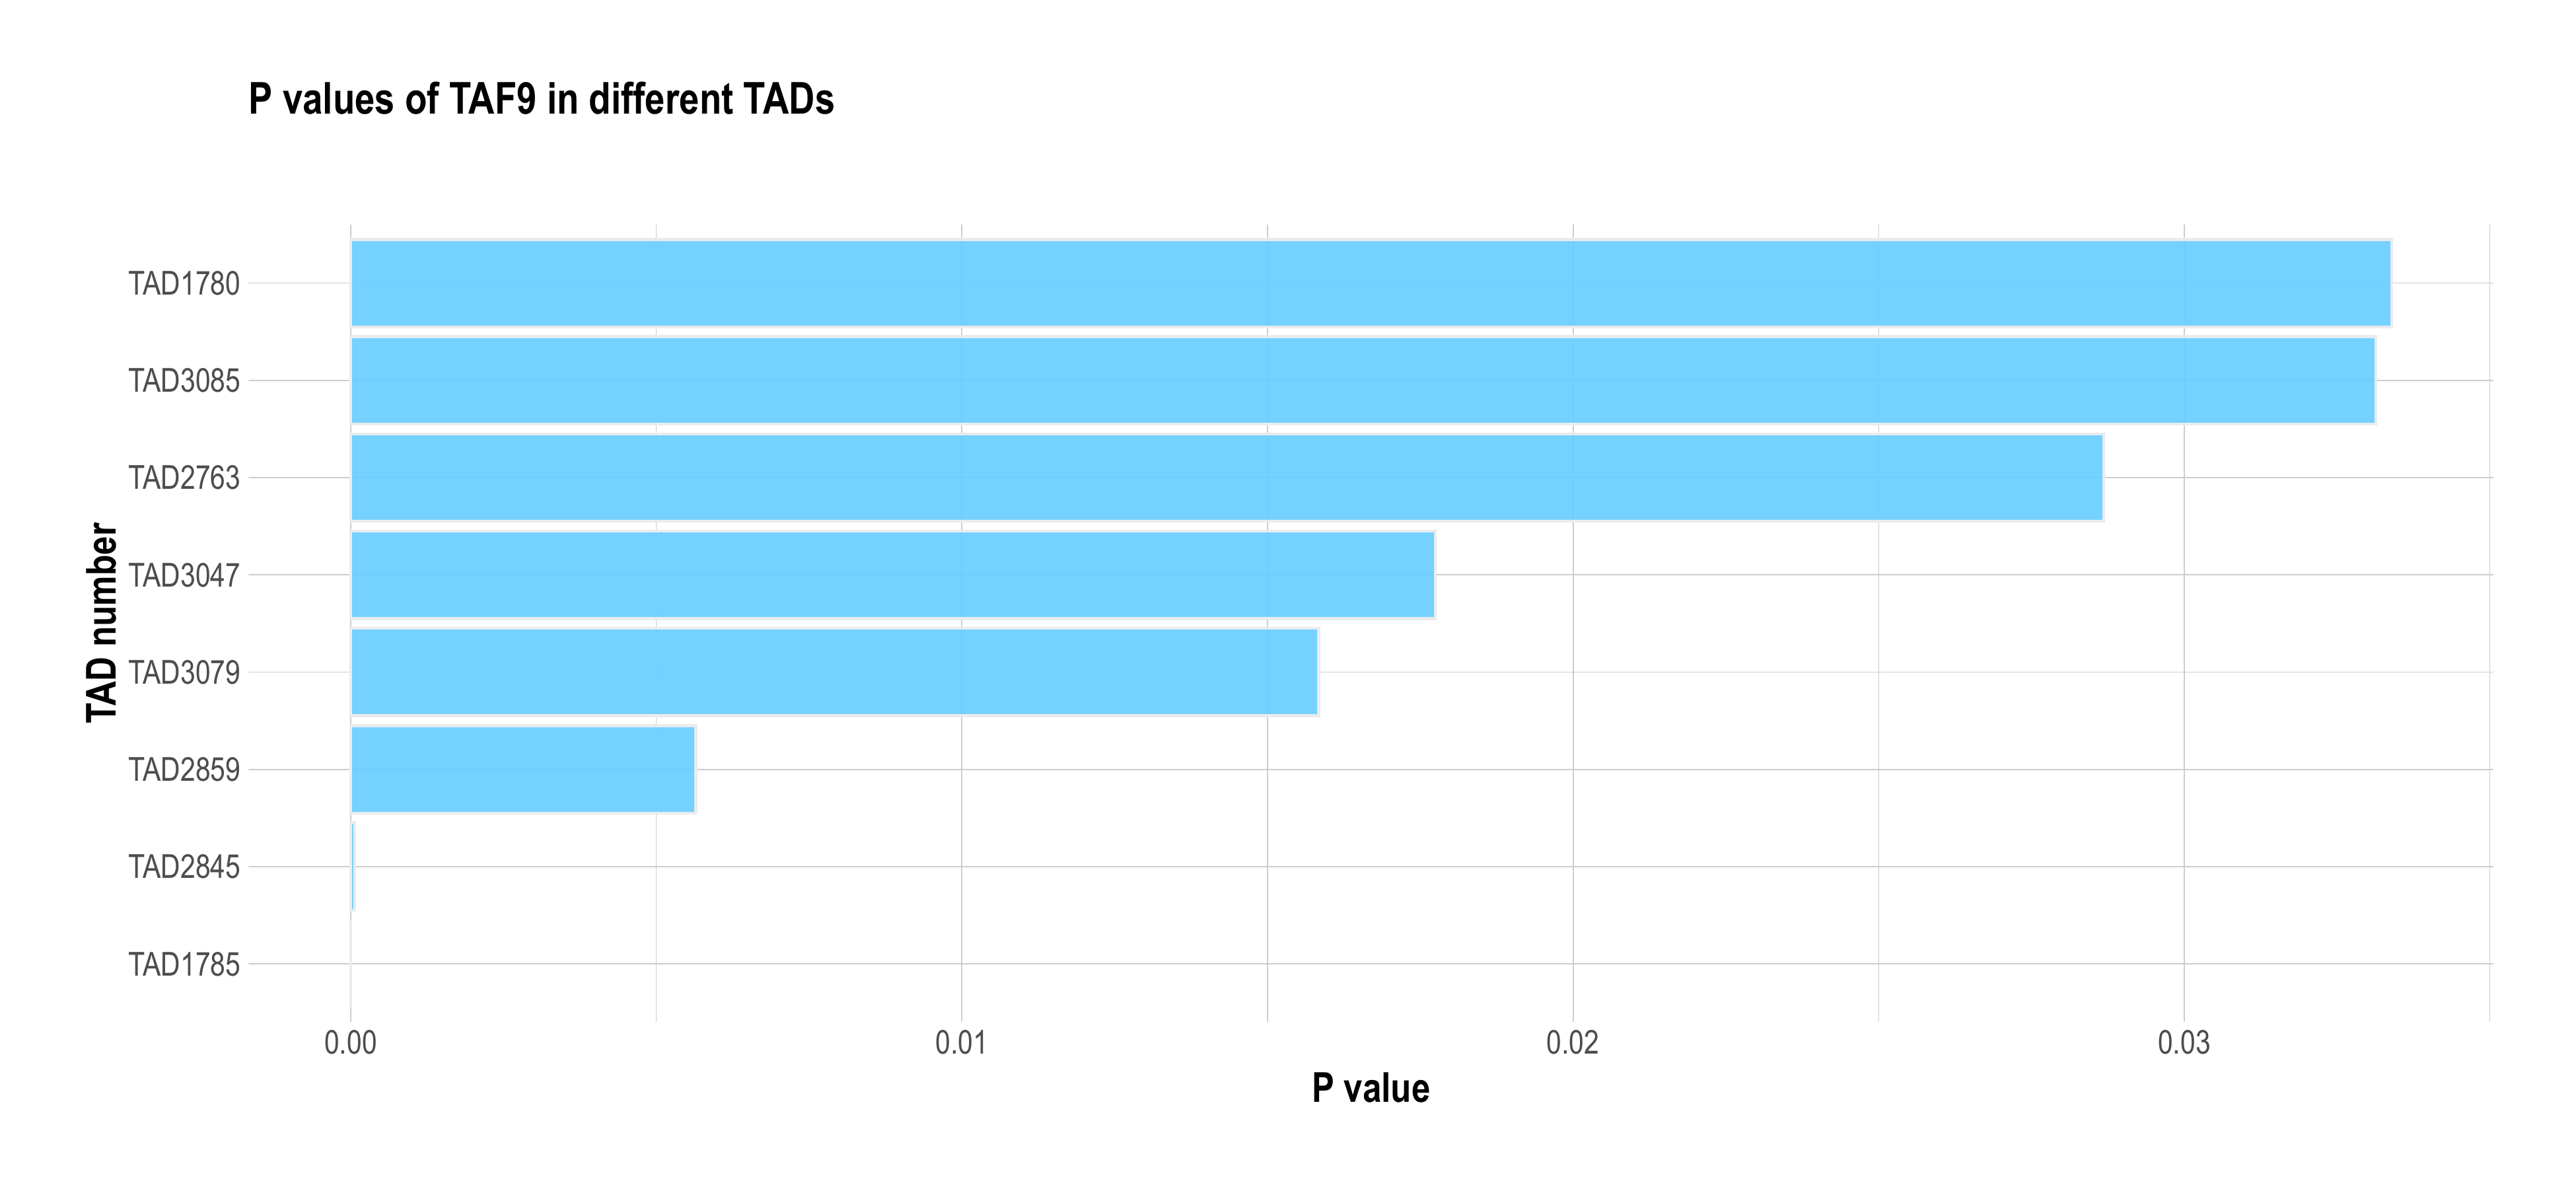 P values of TAF9 in different TADs
TAD number
TAD1780
TAD3085
TAD2763
TAD3047
TAD3079
TAD2859
TAD2845
TAD1785
0.00 0.01 0.02 0.03
P value